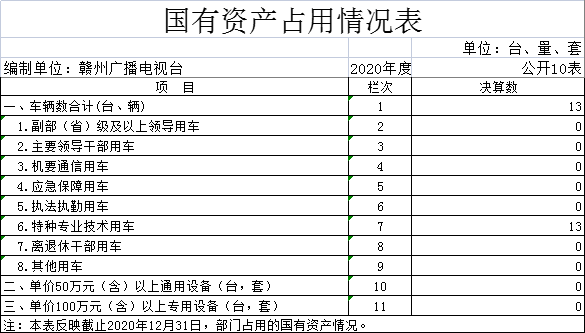 国有资产占用情况表
单位：台、量、套
编制单位：赣州广播电视台 2020年度 公开10表
项 目 栏次 决算数
一、车辆数合计(台、辆) 1 13
1.副部（省）级及以上领导用车 2 0
2.主要领导干部用车 3 0
3.机要通信用车 4 0
4.应急保障用车 5 0
5.执法执勤用车 6 0
6.特种专业技术用车 7 13
7.离退休干部用车 8 0
8.其他用车 9 0
二、单价50万元（含）以上通用设备（台，套） 10 0
三、单价100万元（含）以上专用设备（台，套） 11 0
注：本表反映截止2020年12月31日，部门占用的国有资产情况。